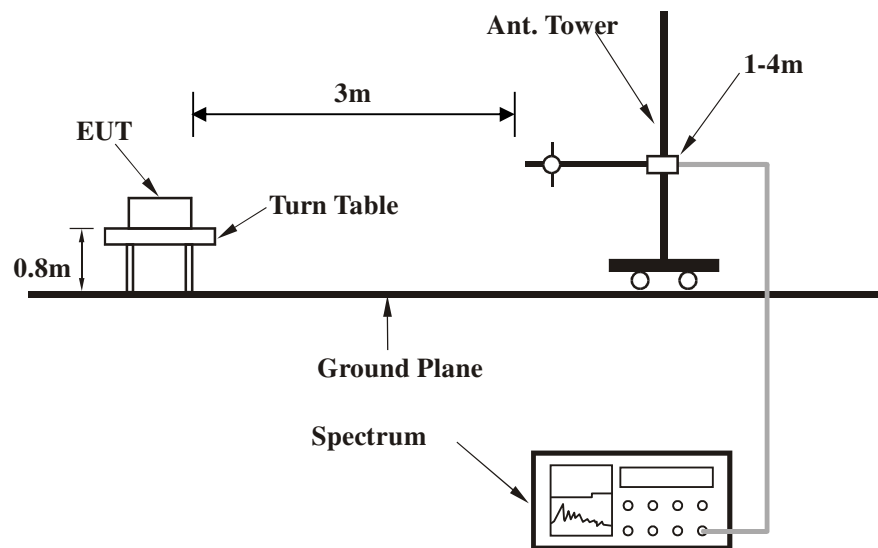 Ant. Tower
1-4m
3m
EUT
Turn Table
0.8m
Ground Plane
Spectrum